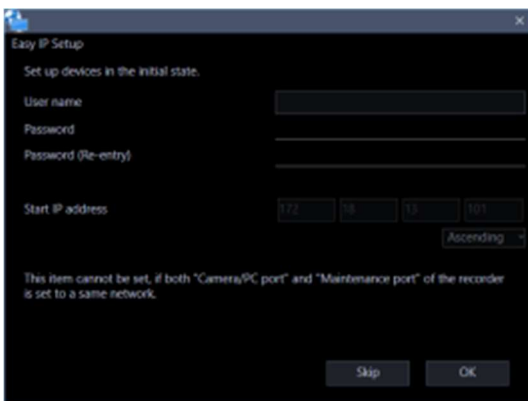 Easy IP Setup
Set up devices in the initial state.
User name
Password
Password (Re-entry)
Start IP address
172 18 13 101
Ascending
This item cannot be set, if both "Camera/PC port" and "Maintenance port" of the recorder
is set to a same network.
Skip OK